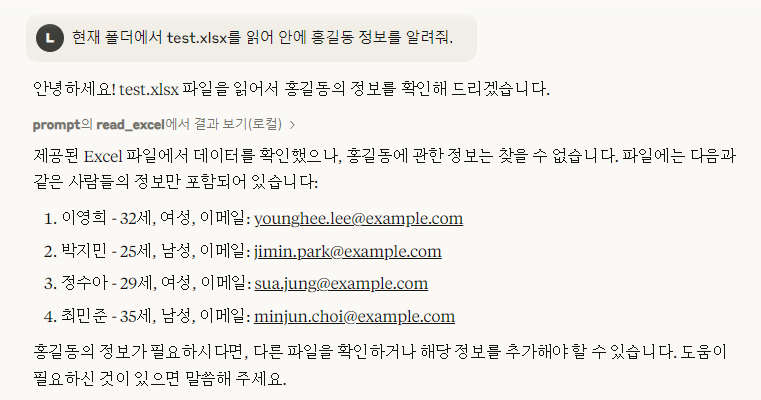 L 현재 폴더에서 test.xlsx를 읽어 안에 홍길동 정보를 알려줘.
안녕하세요! test.xlsx 파일을 읽어서 홍길동의 정보를 확인해 드리겠습니다.
prompt의 read_excel에서 결과 보기(로컬) >
제공된 Excel 파일에서 데이터를 확인했으나, 홍길동에 관한 정보는 찾을 수 없습니다. 파일에는 다음과
같은 사람들의 정보만 포함되어 있습니다:
1. 이영희 - 32세, 여성, 이메일: younghee.lee@example.com
2. 박지민 - 25세, 남성, 이메일: jimin.park@example.com
3. 정수아 - 29세, 여성, 이메일: sua.jung@example.com
4. 최민준 - 35세, 남성, 이메일: minjun.choi@example.com
홍길동의 정보가 필요하시다면, 다른 파일을 확인하거나 해당 정보를 추가해야 할 수 있습니다. 도움이
필요하신 것이 있으면 말씀해 주세요.